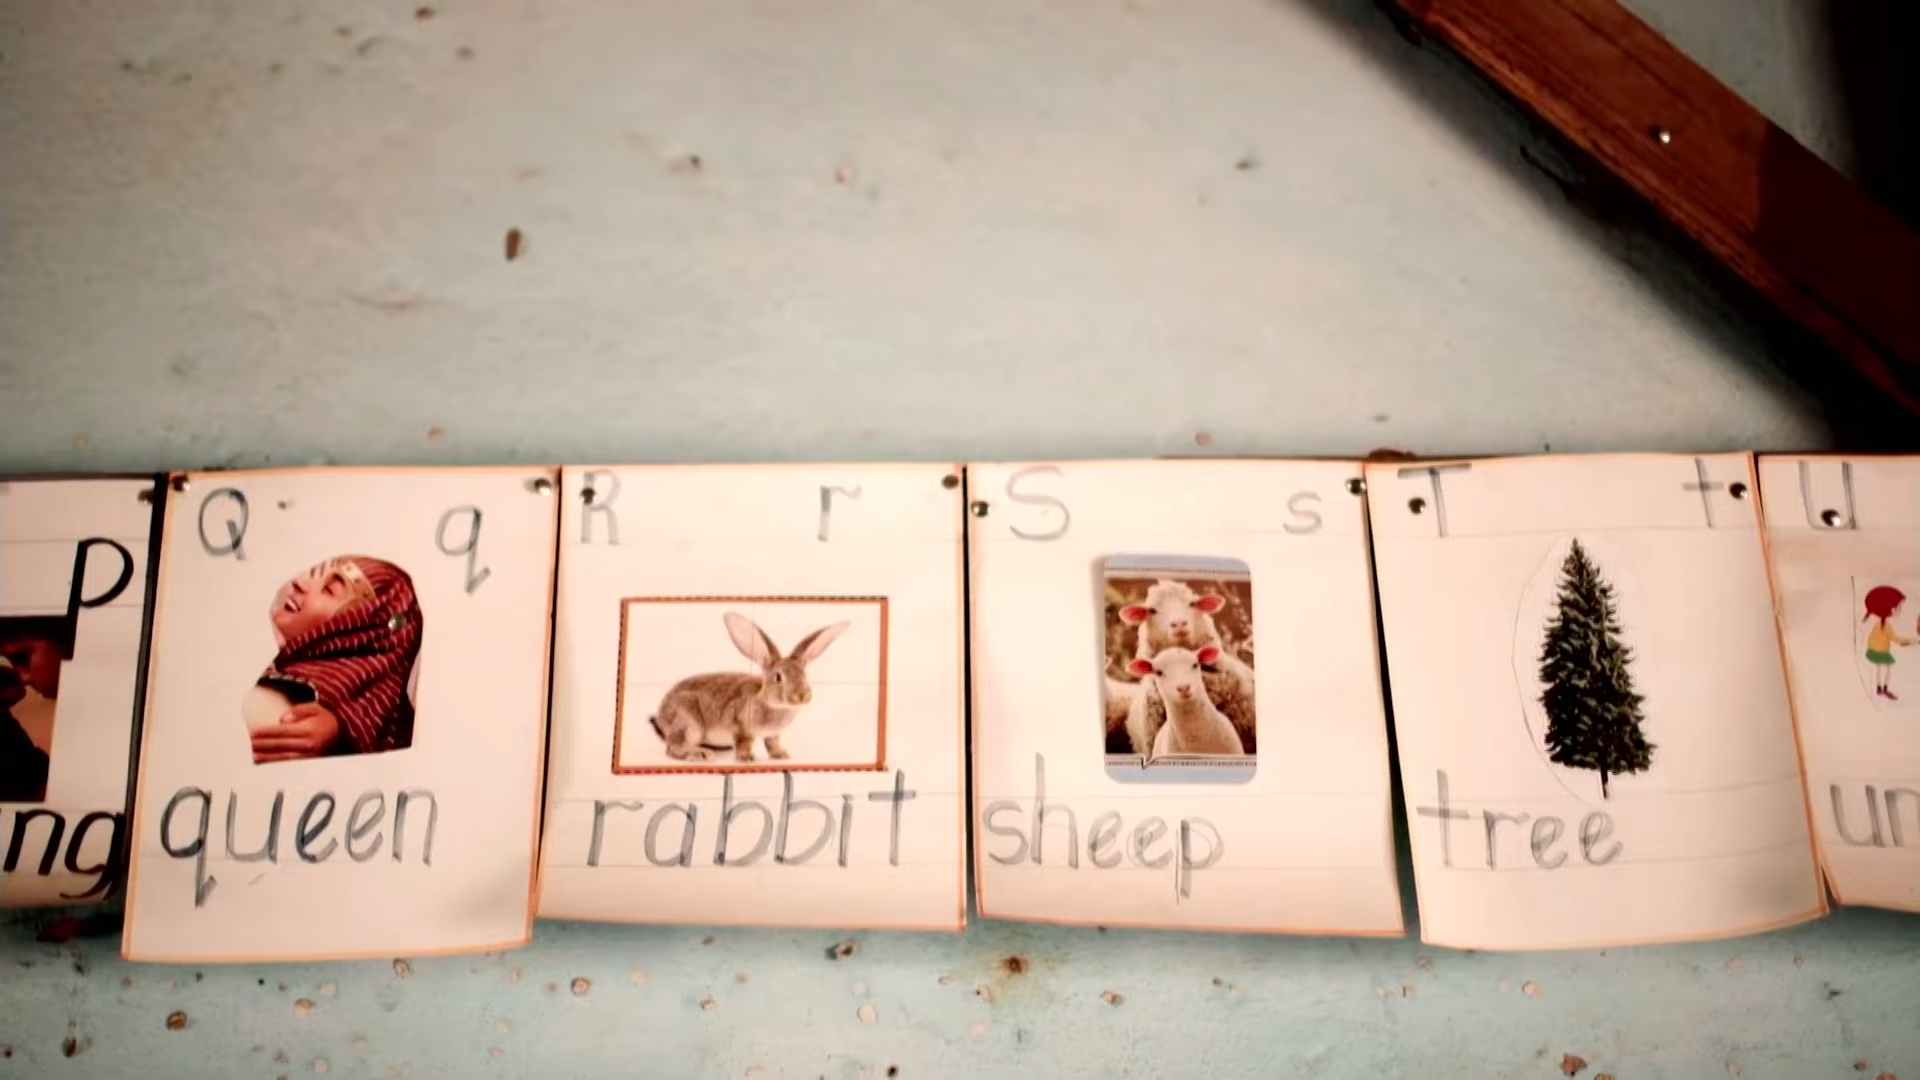 p
Q q
queen
R r
rabbit
S s
sheep
T t
tree
U